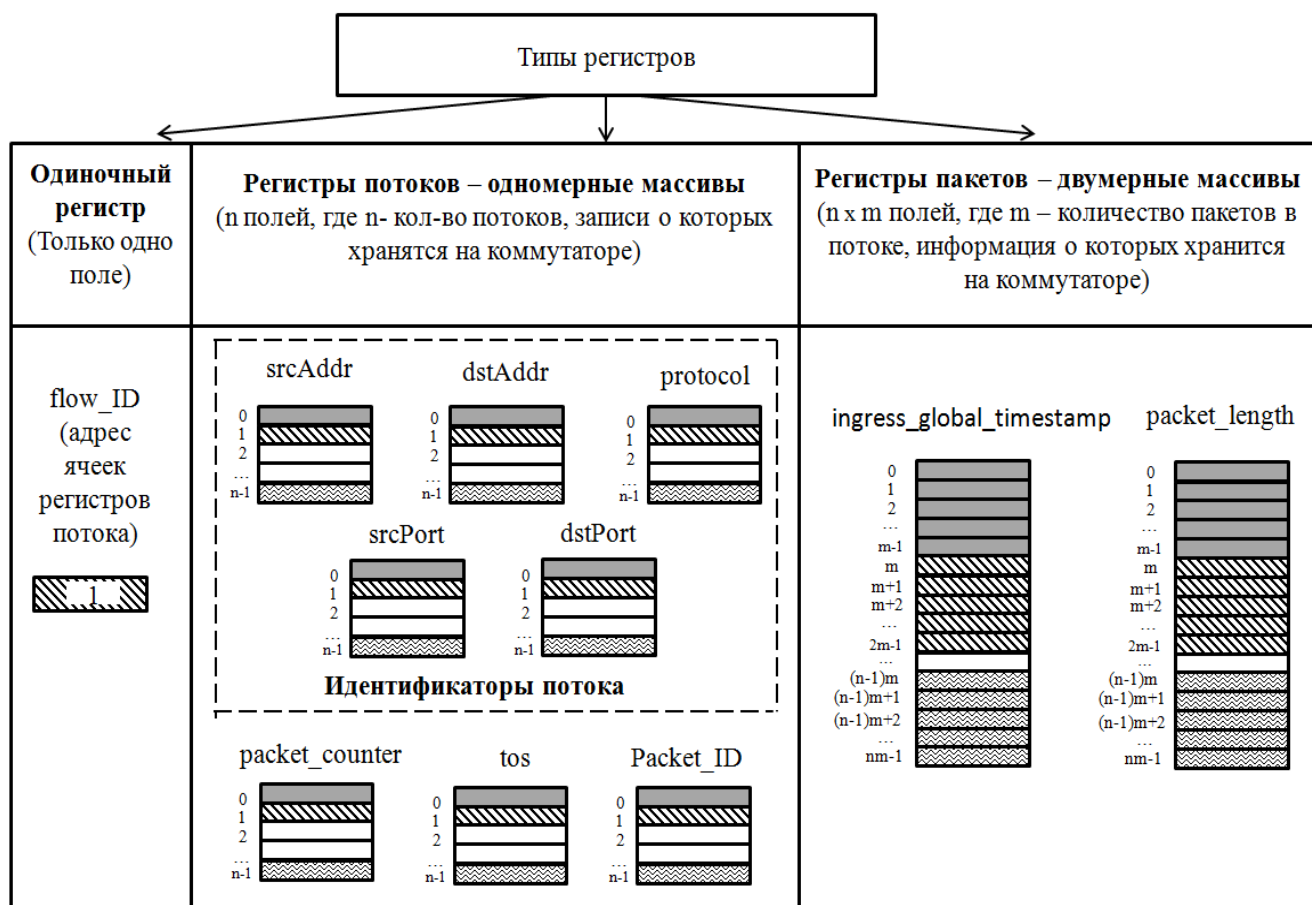 Типы регистров
Одиночный
регистр
(Только одно
поле)
Регистры потоков – одномерные массивы
(n полей, где n- кол-во потоков, записи о которых
хранятся на коммутаторе)
Регистры пакетов – двумерные массивы
(n x m полей, где m – количество пакетов в
потоке, информация о которых хранится
на коммутаторе)
flow_ID
(адрес
ячеек
регистров
потока)
1
srcAddr
0
1
2
...
n-1
dstAddr
0
1
2
...
n-1
protocol
0
1
2
...
n-1
srcPort
0
1
2
...
n-1
dstPort
0
1
2
...
n-1
Идентификаторы потока
packet_counter
0
1
2
...
n-1
tos
0
1
2
...
n-1
Packet_ID
0
1
2
...
n-1
ingress_global_timestamp
0
1
2
...
m-1
m
m+1
m+2
...
2m-1
...
(n-1)m
(n-1)m+1
(n-1)m+2
...
nm-1
packet_length
0
1
2
...
m-1
m
m+1
m+2
...
2m-1
...
(n-1)m
(n-1)m+1
(n-1)m+2
...
nm-1